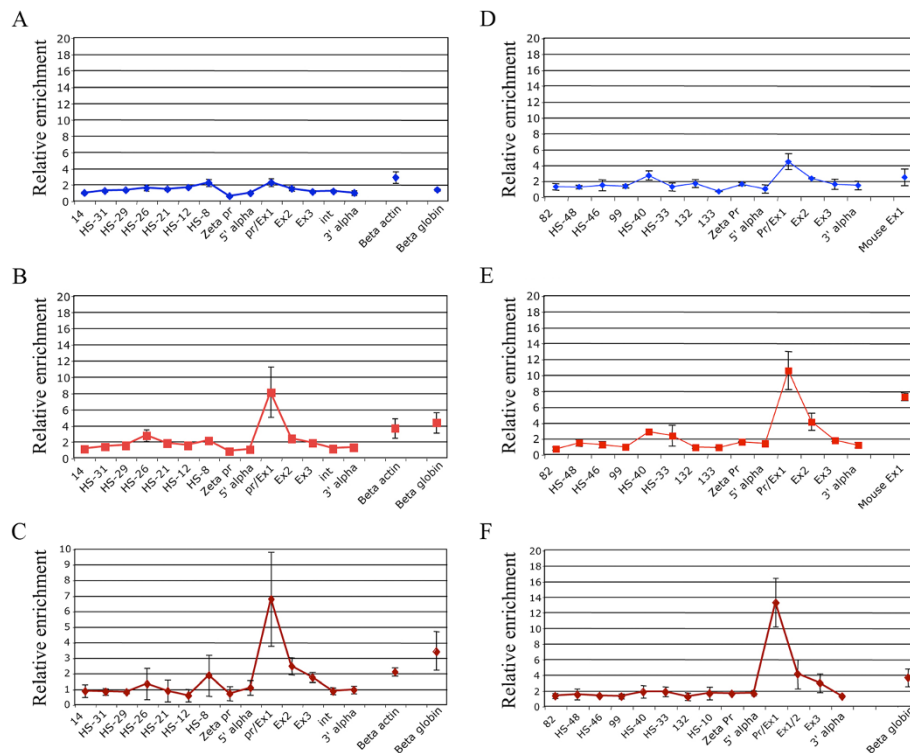 A
Relative enrichment
20
18
16
14
12
10
8
6
4
2
0
14
HS-31
HS-29
HS-26
HS-21
HS-12
HS-8
Zeta pr
5' alpha
pr/Ex1
Ex2
Ex3
int
3' alpha
Beta actin
Beta globin
B
Relative enrichment
20
18
16
14
12
10
8
6
4
2
0
14
HS-31
HS-29
HS-26
HS-21
HS-12
HS-8
Zeta pr
5' alpha
pr/Ex1
Ex2
Ex3
int
3' alpha
Beta actin
Beta globin
C
Relative enrichment
10
9
8
7
6
5
4
3
2
1
0
14
HS-31
HS-29
HS-26
HS-21
HS-12
HS-8
Zeta pr
5' alpha
pr/Ex1
Ex2
Ex3
int
3' alpha
Beta actin
Beta globin
D
Relative enrichment
20
18
16
14
12
10
8
6
4
2
0
82
HS-48
HS-46
99
HS-40
HS-33
132
133
Zeta Pr
5' alpha
Pr/Ex1
Ex2
Ex3
3' alpha
Mouse Ex1
E
Relative enrichment
20
18
16
14
12
10
8
6
4
2
0
82
HS-48
HS-46
99
HS-40
HS-33
132
133
Zeta Pr
5' alpha
Pr/Ex1
Ex2
Ex3
3' alpha
Mouse Ex1
F
Relative enrichment
20
18
16
14
12
10
8
6
4
2
0
82
HS-48
HS-46
99
HS-40
HS-33
132
HS-10
Zeta Pr
5' alpha
Pr/Ex1
Ex1/2
Ex3
3' alpha
Beta globin